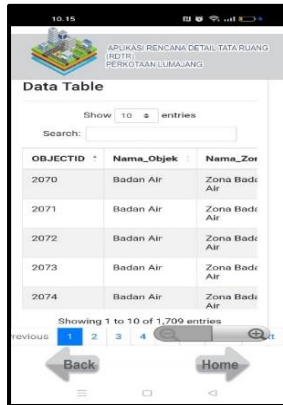 10.15
APLIKASI RENCANA DETAIL TATA RUANG
(RDTR)
PERKOTAAN LUMAJANG
Data Table
Show 10 entries
Search:
OBJECTID Nama_Objek Nama_Zon
2070 Badan Air Zona Bada
Air
2071 Badan Air Zona Bada
Air
2072 Badan Air Zona Bada
Air
2073 Badan Air Zona Bada
Air
2074 Badan Air Zona Bada
Air
Showing 1 to 10 of 1,709 entries
revious 1 2 3 4 xt
Back Home